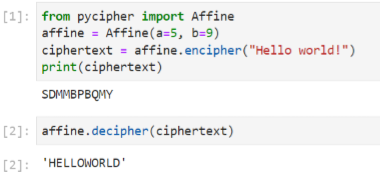 [1]: from pycipher import Affine
affine = Affine(a=5, b=9)
ciphertext = affine.encipher("Hello world!")
print(ciphertext)
SDMMBPBQMY
[2]: affine.decipher(ciphertext)
[2]: 'HELLOWORLD'